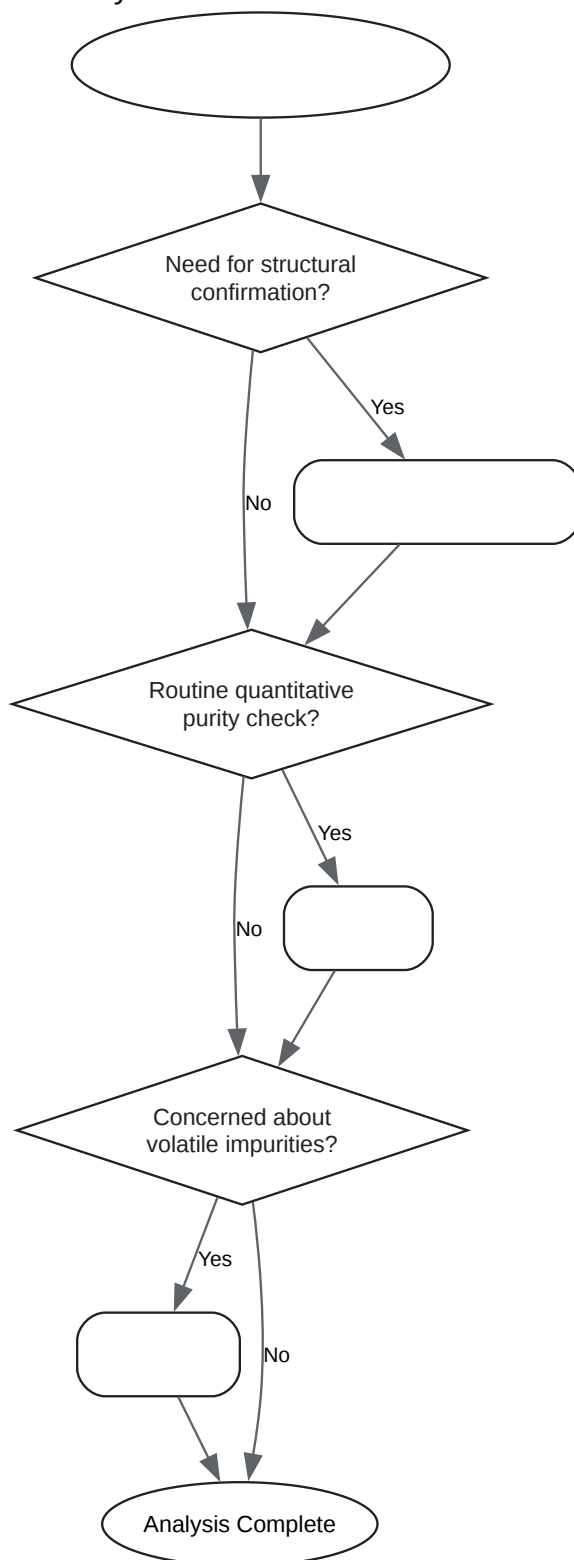 Need for structural
confirmation?
Yes
No
Routine quantitative
purity check?
Yes
No
Concerned about
volatile impurities?
Yes
No
Analysis Complete